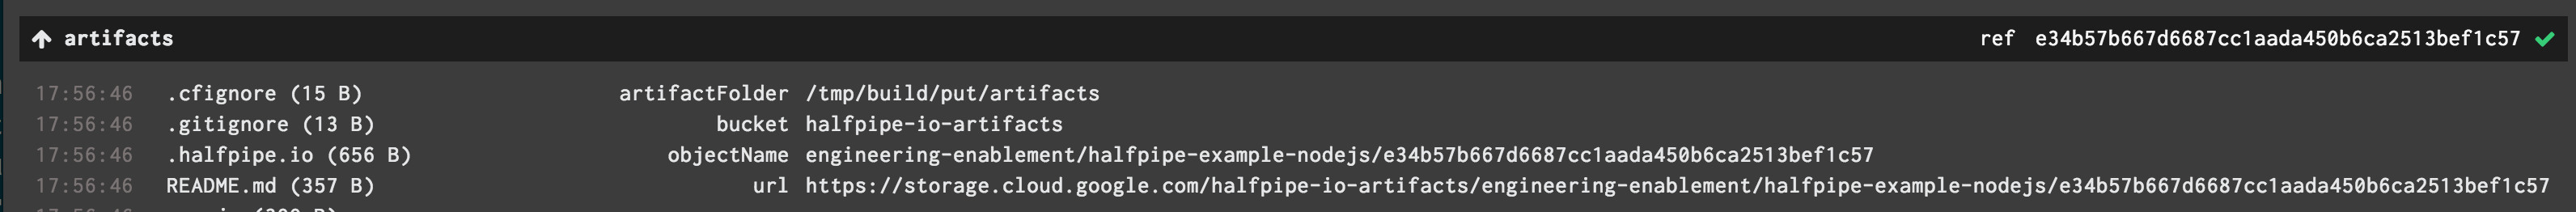 artifacts ref e34b57b667d6687cc1aada450b6ca2513bef1c57
17:56:46 .cfignore (15 B) artifactFolder /tmp/build/put/artifacts
17:56:46 .gitignore (13 B) bucket halfpipe-io-artifacts
17:56:46 .halfpipe.io (656 B) objectName engineering-enablement/halfpipe-example-nodejs/e34b57b667d6687cc1aada450b6ca2513bef1c57
17:56:46 README.md (357 B) url https://storage.cloud.google.com/halfpipe-io-artifacts/engineering-enablement/halfpipe-example-nodejs/e34b57b667d6687cc1aada450b6ca2513bef1c57